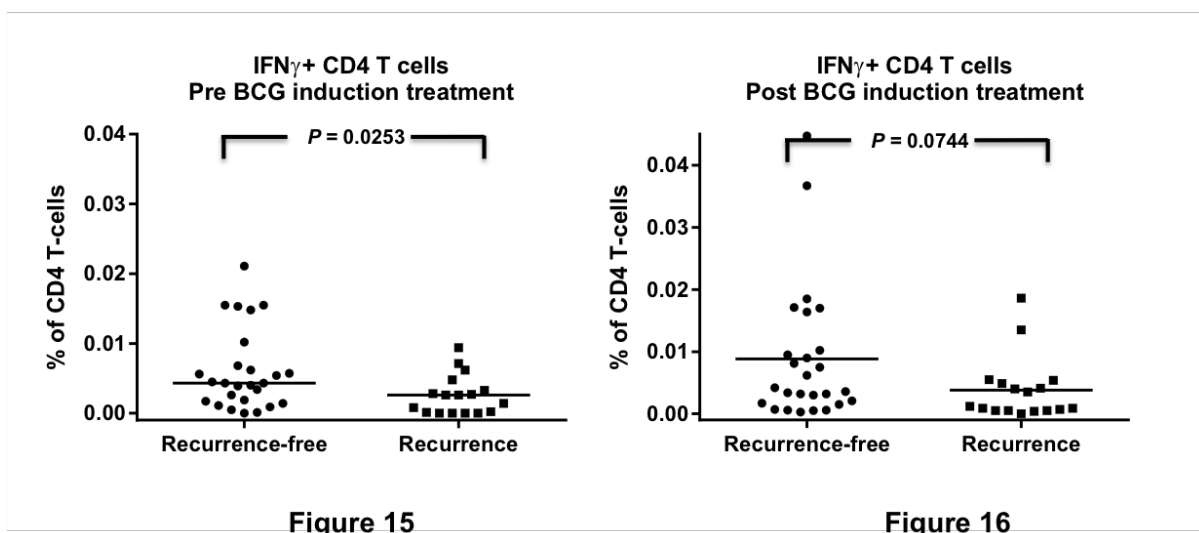 IFNγ+ CD4 T cells
Pre BCG induction treatment
P = 0.0253
% of CD4 T-cells
0.04
0.03
0.02
0.01
0.00
Recurrence-free
Recurrence
Figure 15
IFNγ+ CD4 T cells
Post BCG induction treatment
P = 0.0744
% of CD4 T-cells
0.04
0.03
0.02
0.01
0.00
Recurrence-free
Recurrence
Figure 16